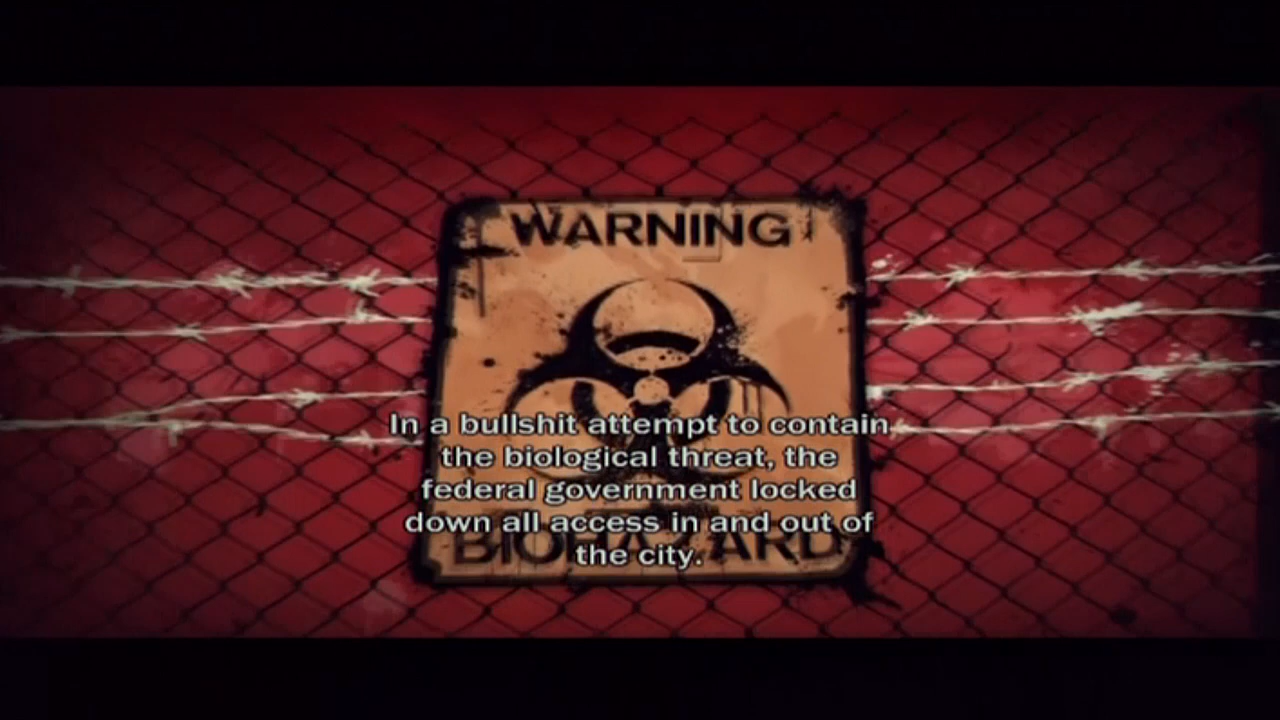 WARNING
In a bullshit attempt to contain
the biological threat, the
federal government locked
down all access in and out of
the city.
BIOHAZARD